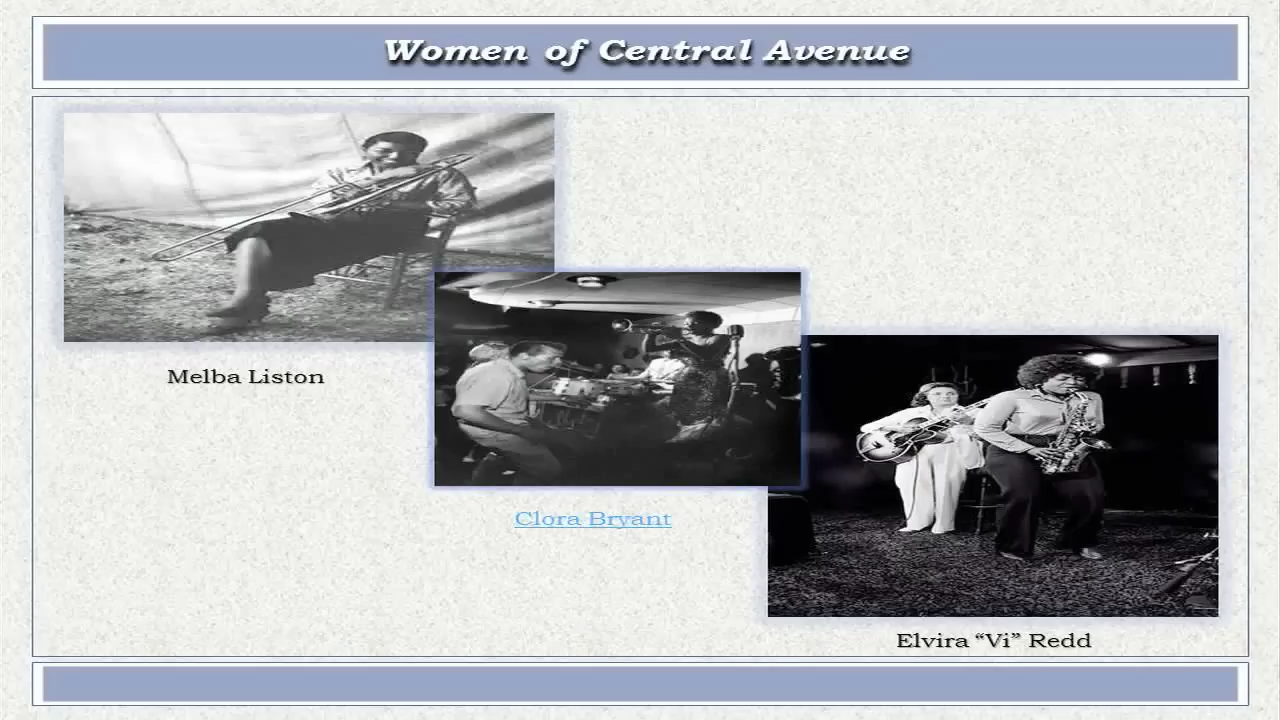 Women of Central Avenue
Melba Liston
Clora Bryant
Elvira “Vi” Redd